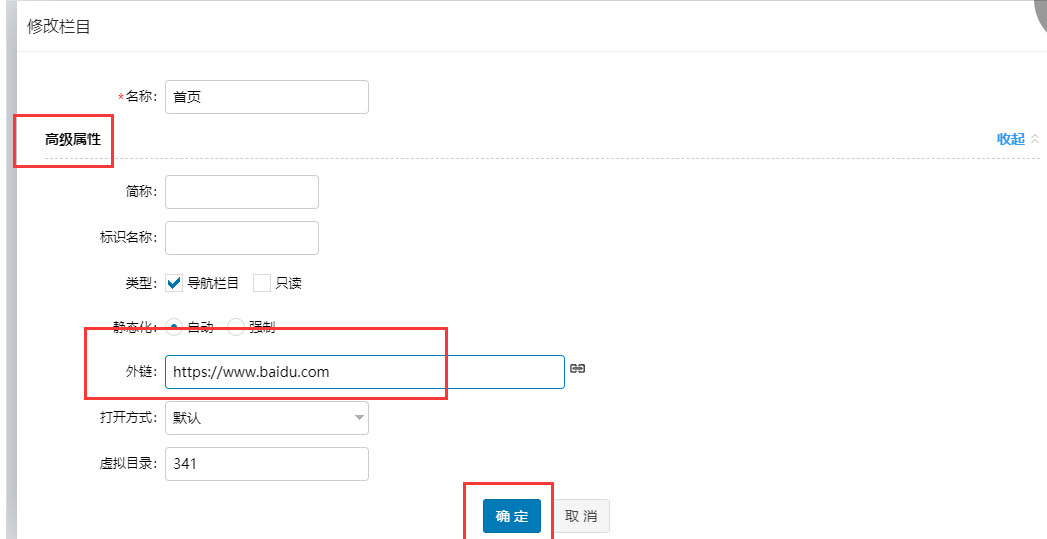 修改栏目
*名称: 首页
高级属性 收起
简称:
标识名称:
类型: 导航栏目 只读
静态化: 自动 强制
外链: https://www.baidu.com
打开方式: 默认
虚拟目录: 341
确定 取消